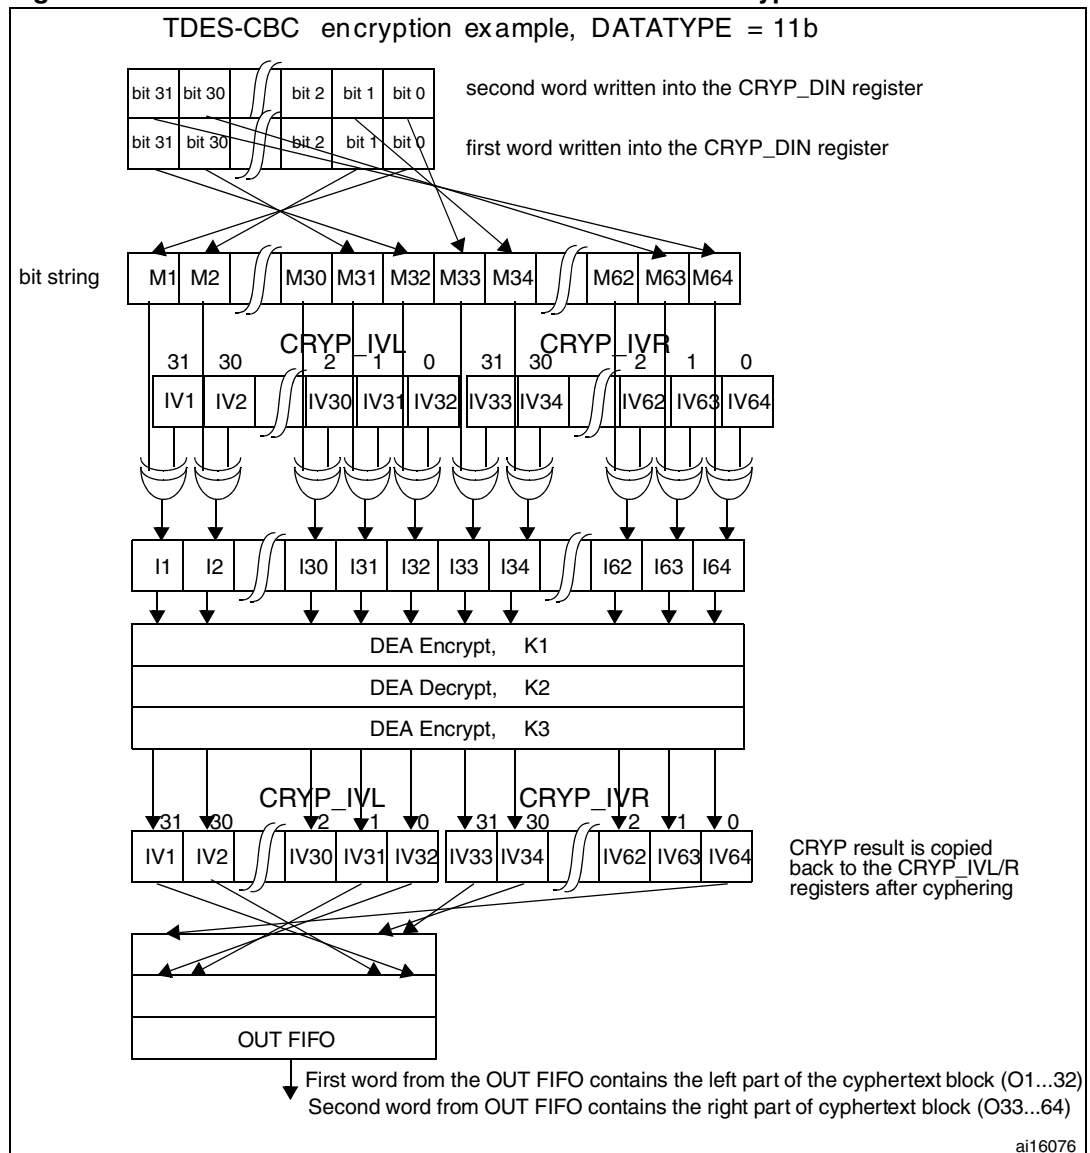 TDES-CBC encryption example, DATATYPE = 11b
bit 31 bit 30 bit 2 bit 1 bit 0
second word written into the CRYP_DIN register
bit 31 bit 30 bit 2 bit 1 bit 0
first word written into the CRYP_DIN register
bit string
M1 M2 M30 M31 M32 M33 M34 M62 M63 M64
CRYP_IVL CRYP_IVR
31 30 2 1 0 31 30 2 1 0
IV1 IV2 IV30 IV31 IV32 IV33 IV34 IV62 IV63 IV64
I1 I2 I30 I31 I32 I33 I34 I62 I63 I64
DEA Encrypt, K1
DEA Decrypt, K2
DEA Encrypt, K3
CRYP_IVL CRYP_IVR
31 30 2 1 0 31 30 2 1 0
IV1 IV2 IV30 IV31 IV32 IV33 IV34 IV62 IV63 IV64
CRYP result is copied
back to the CRYP_IVL/R
registers after cyphering
OUT FIFO
First word from the OUT FIFO contains the left part of the cyphertext block (O1...32)
Second word from OUT FIFO contains the right part of cyphertext block (O33...64)
ai16076